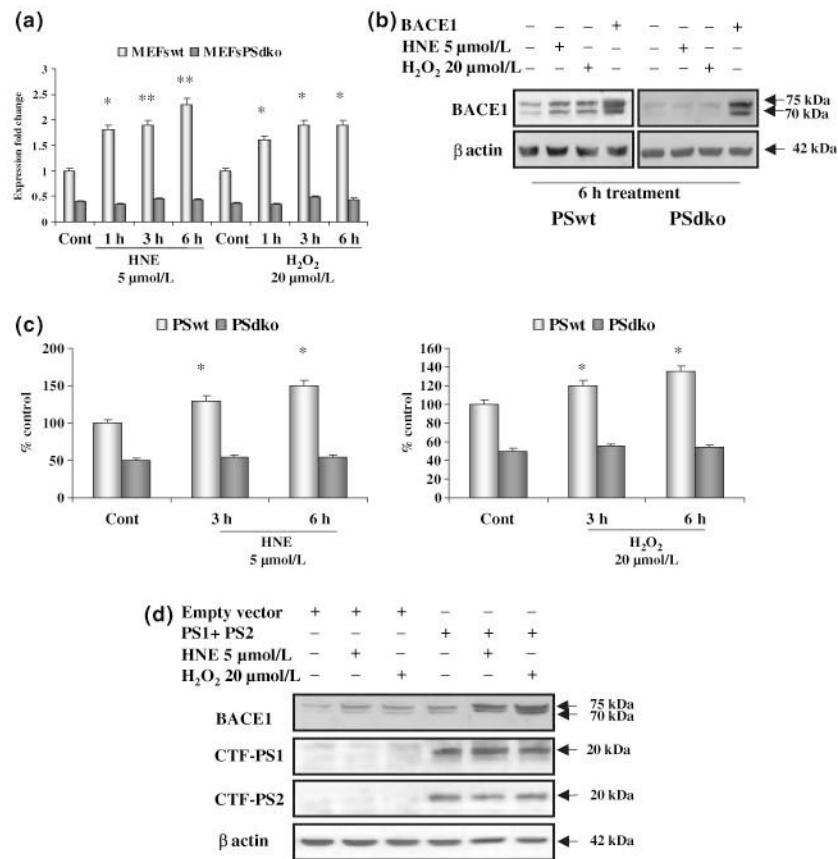 (a)
MEFswt MEFsPSdko
Expression fold change
2.5
2
1.5
1
0.5
0
* ** ** * * *
Cont 1 h 3 h 6 h Cont 1 h 3 h 6 h
HNE H2O2
5 µmol/L 20 µmol/L
(b)
BACE1 – – – + – – – +
HNE 5 µmol/L – + – – – + – –
H2O2 20 µmol/L – – + – – – + –
BACE1 75 kDa
70 kDa
β actin 42 kDa
6 h treatment
PSwt PSdko
(c)
PSwt PSdko
% control
200
150
100
50
0
* *
Cont 3 h 6 h
HNE
5 µmol/L
PSwt PSdko
% control
160
140
120
100
80
60
40
20
0
* *
Cont 3 h 6 h
H2O2
20 µmol/L
(d)
Empty vector + + + – – –
PS1+ PS2 – – – + + +
HNE 5 µmol/L – + – – + –
H2O2 20 µmol/L – – + – – +
BACE1 75 kDa
70 kDa
CTF-PS1 20 kDa
CTF-PS2 20 kDa
β actin 42 kDa